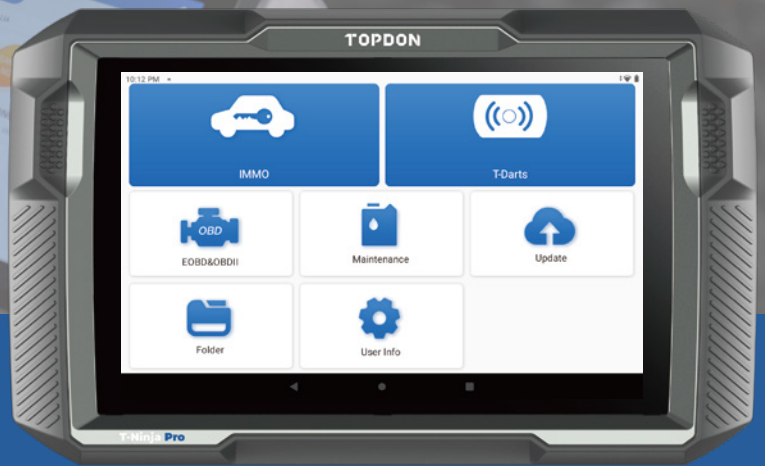 TOPDON
10:12 PM
IMMO
T-Darts
OBD
EOBD&OBDII
Maintenance
Update
Folder
User Info
T-Ninja Pro